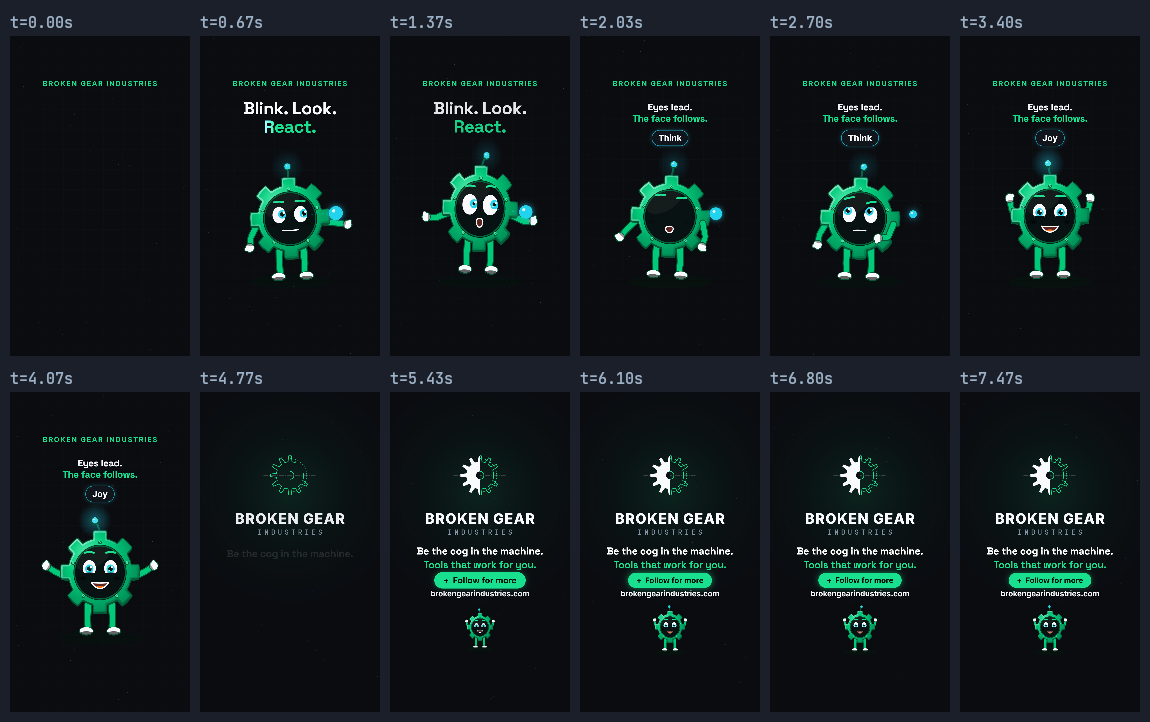 t=0.00s
BROKEN GEAR INDUSTRIES
t=0.67s
BROKEN GEAR INDUSTRIES
Blink. Look.
React.
t=1.37s
BROKEN GEAR INDUSTRIES
Blink. Look.
React.
t=2.03s
BROKEN GEAR INDUSTRIES
Eyes lead.
The face follows.
Think
t=2.70s
BROKEN GEAR INDUSTRIES
Eyes lead.
The face follows.
Think
t=3.40s
BROKEN GEAR INDUSTRIES
Eyes lead.
The face follows.
Joy
t=4.07s
BROKEN GEAR INDUSTRIES
Eyes lead.
The face follows.
Joy
t=4.77s
BROKEN GEAR
INDUSTRIES
Be the cog in the machine.
t=5.43s
BROKEN GEAR
INDUSTRIES
Be the cog in the machine.
Tools that work for you.
+ Follow for more
brokengearindustries.com
t=6.10s
BROKEN GEAR
INDUSTRIES
Be the cog in the machine.
Tools that work for you.
+ Follow for more
brokengearindustries.com
t=6.80s
BROKEN GEAR
INDUSTRIES
Be the cog in the machine.
Tools that work for you.
+ Follow for more
brokengearindustries.com
t=7.47s
BROKEN GEAR
INDUSTRIES
Be the cog in the machine.
Tools that work for you.
+ Follow for more
brokengearindustries.com